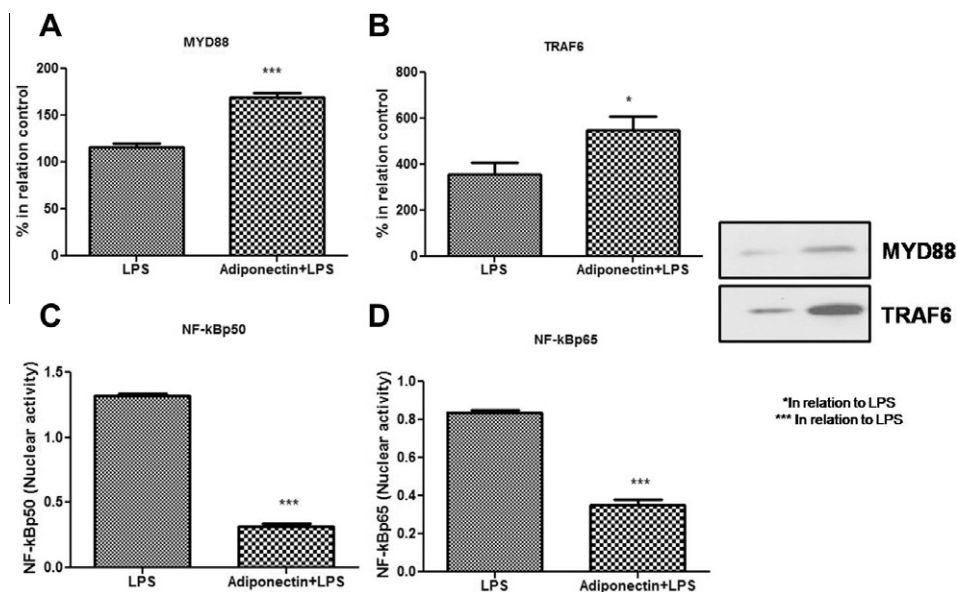 A
MYD88
% in relation control
200
150
100
50
0
LPS
Adiponectin+LPS
***
B
TRAF6
% in relation control
800
600
400
200
0
LPS
Adiponectin+LPS
*
MYD88
TRAF6
C
NF-kBp50
NF-kBp50 (Nuclear activity)
1.5
1.0
0.5
0.0
LPS
Adiponectin+LPS
***
D
NF-kBp65
NF-kBp65 (Nuclear activity)
1.0
0.8
0.6
0.4
0.2
0.0
LPS
Adiponectin+LPS
***
*In relation to LPS
*** In relation to LPS